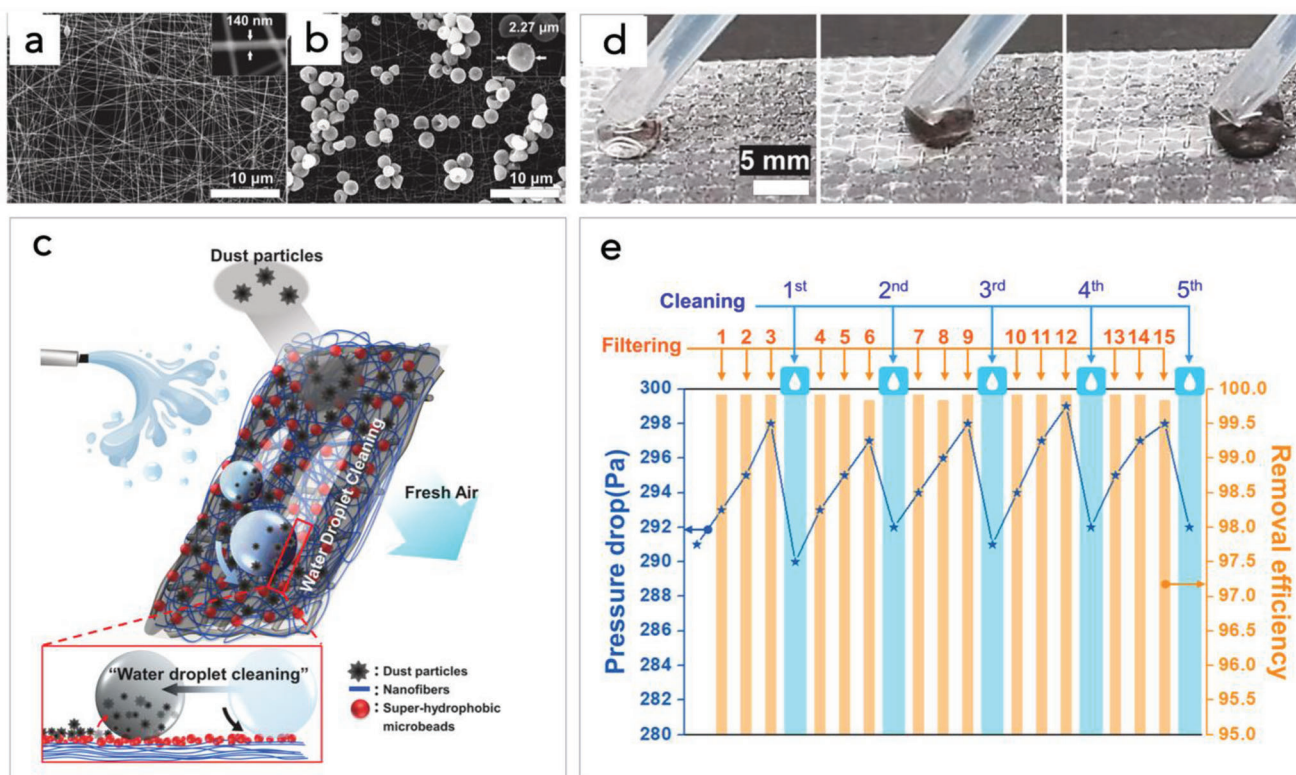 a
140 nm
10 µm
b
2.27 µm
10 µm
d
5 mm
c
Dust particles
Water Droplet Cleaning
Fresh Air
“Water droplet cleaning”
: Dust particles
: Nanofibers
: Super-hydrophobic
microbeads
e
Cleaning 1st 2nd 3rd 4th 5th
Filtering 1 2 3 4 5 6 7 8 9 10 11 12 13 14 15
Pressure drop(Pa)
300
298
296
294
292
290
288
286
284
282
280
100.0
99.5
99.0
98.5
98.0
97.5
97.0
96.5
96.0
95.5
95.0
Removal efficiency